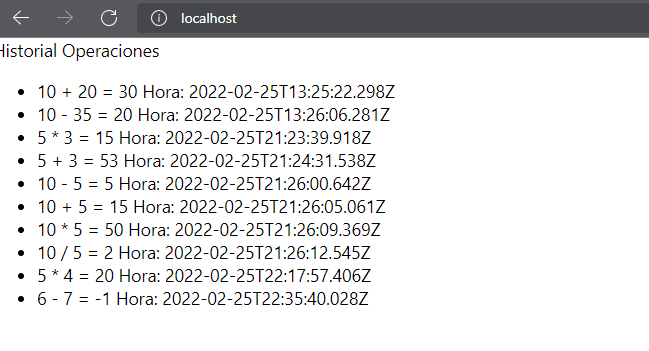 localhost
Historial Operaciones
10 + 20 = 30 Hora: 2022-02-25T13:25:22.298Z
10 - 35 = 20 Hora: 2022-02-25T13:26:06.281Z
5 * 3 = 15 Hora: 2022-02-25T21:23:39.918Z
5 + 3 = 53 Hora: 2022-02-25T21:24:31.538Z
10 - 5 = 5 Hora: 2022-02-25T21:26:00.642Z
10 + 5 = 15 Hora: 2022-02-25T21:26:05.061Z
10 * 5 = 50 Hora: 2022-02-25T21:26:09.369Z
10 / 5 = 2 Hora: 2022-02-25T21:26:12.545Z
5 * 4 = 20 Hora: 2022-02-25T22:17:57.406Z
6 - 7 = -1 Hora: 2022-02-25T22:35:40.028Z